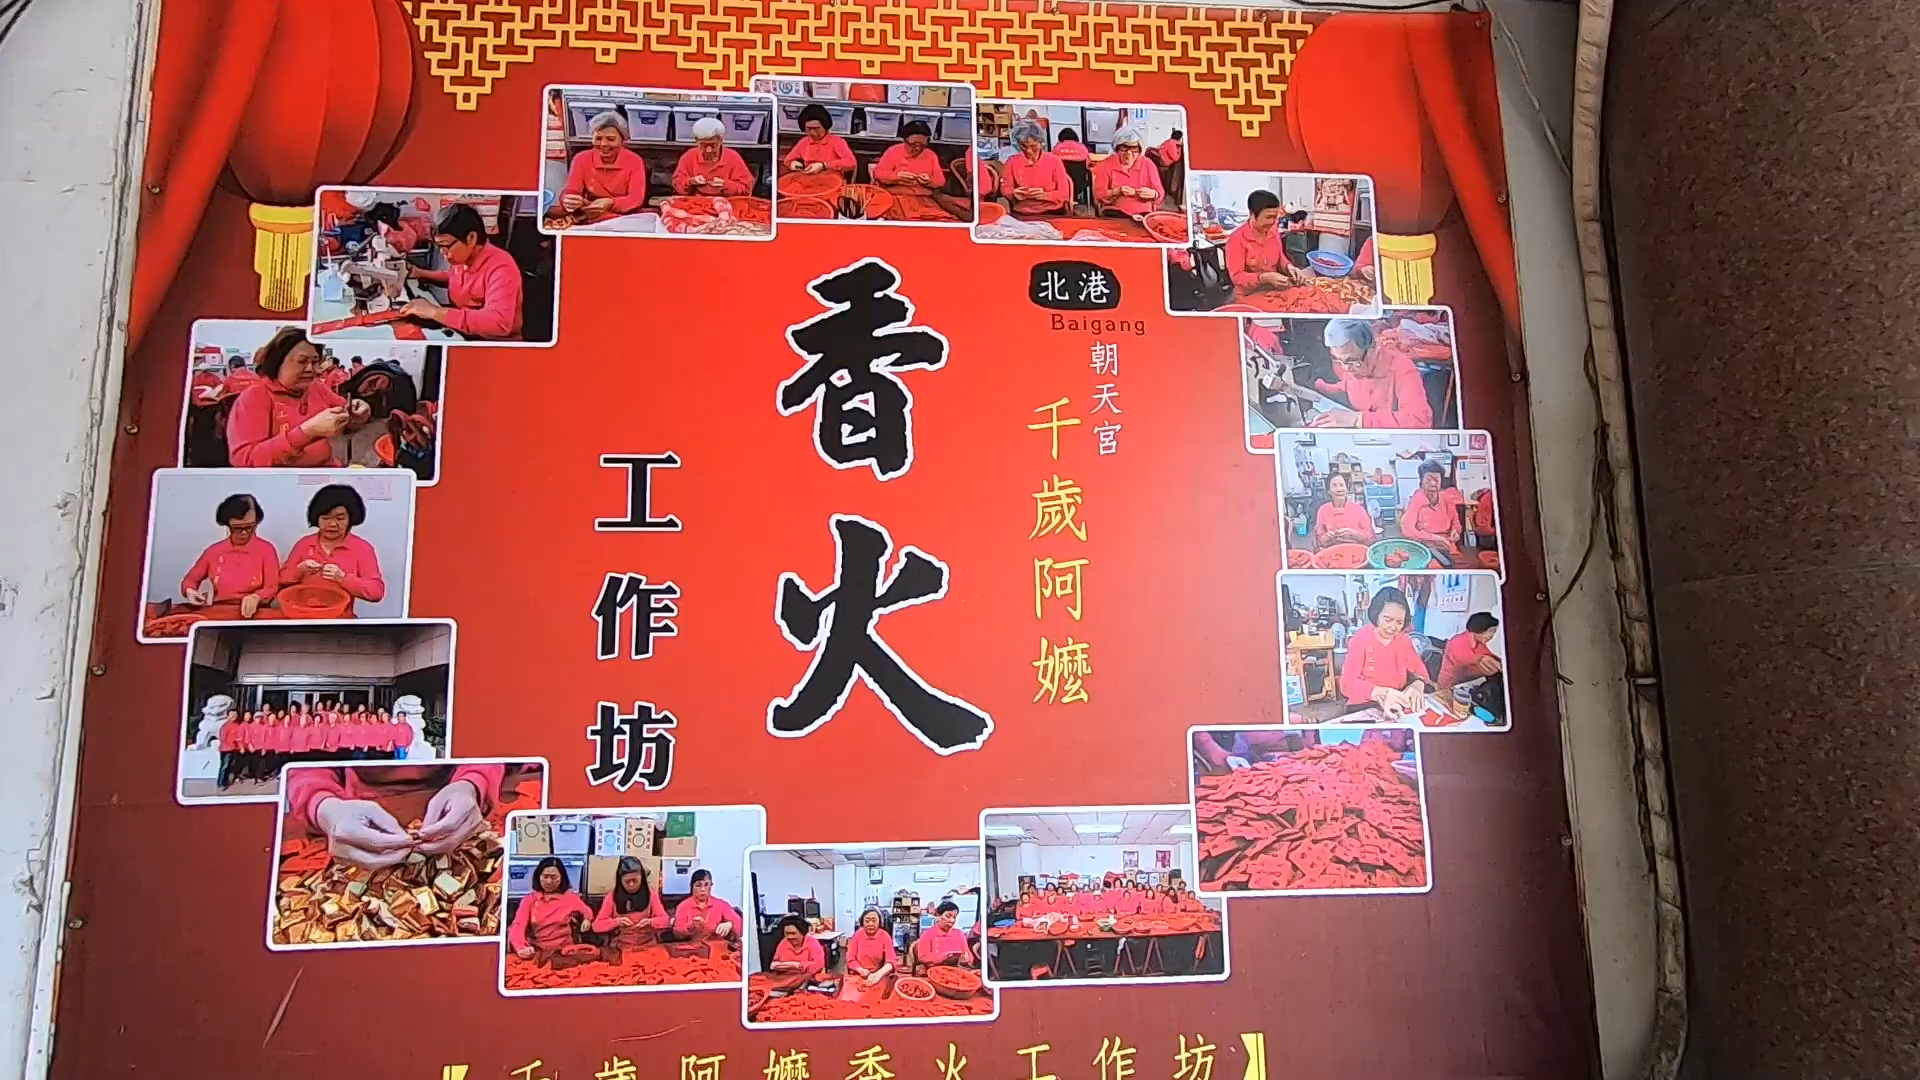 北港
Baigang
朝天宮
千歲阿嬤
香火
工作坊
【千歲阿嬤香火工作坊】